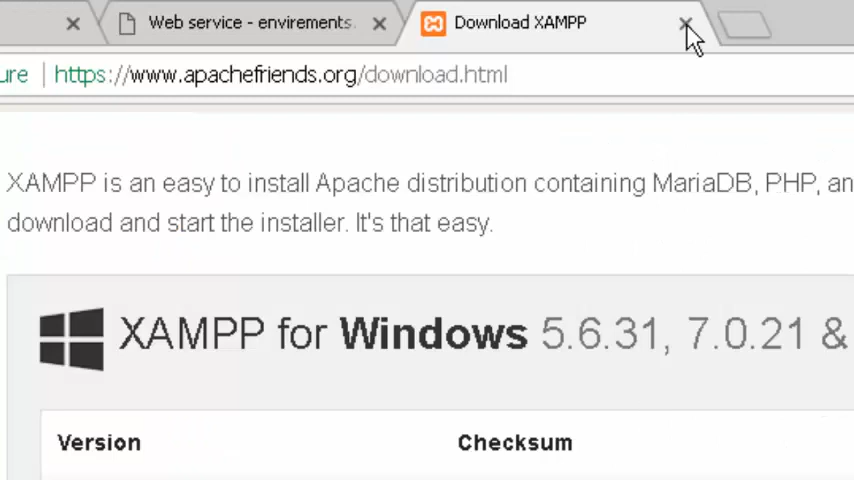 Web service - envirements.
Download XAMPP
ure | https://www.apachefriends.org/download.html
XAMPP is an easy to install Apache distribution containing MariaDB, PHP, an
download and start the installer. It's that easy.
XAMPP for Windows 5.6.31, 7.0.21 &
Version
Checksum